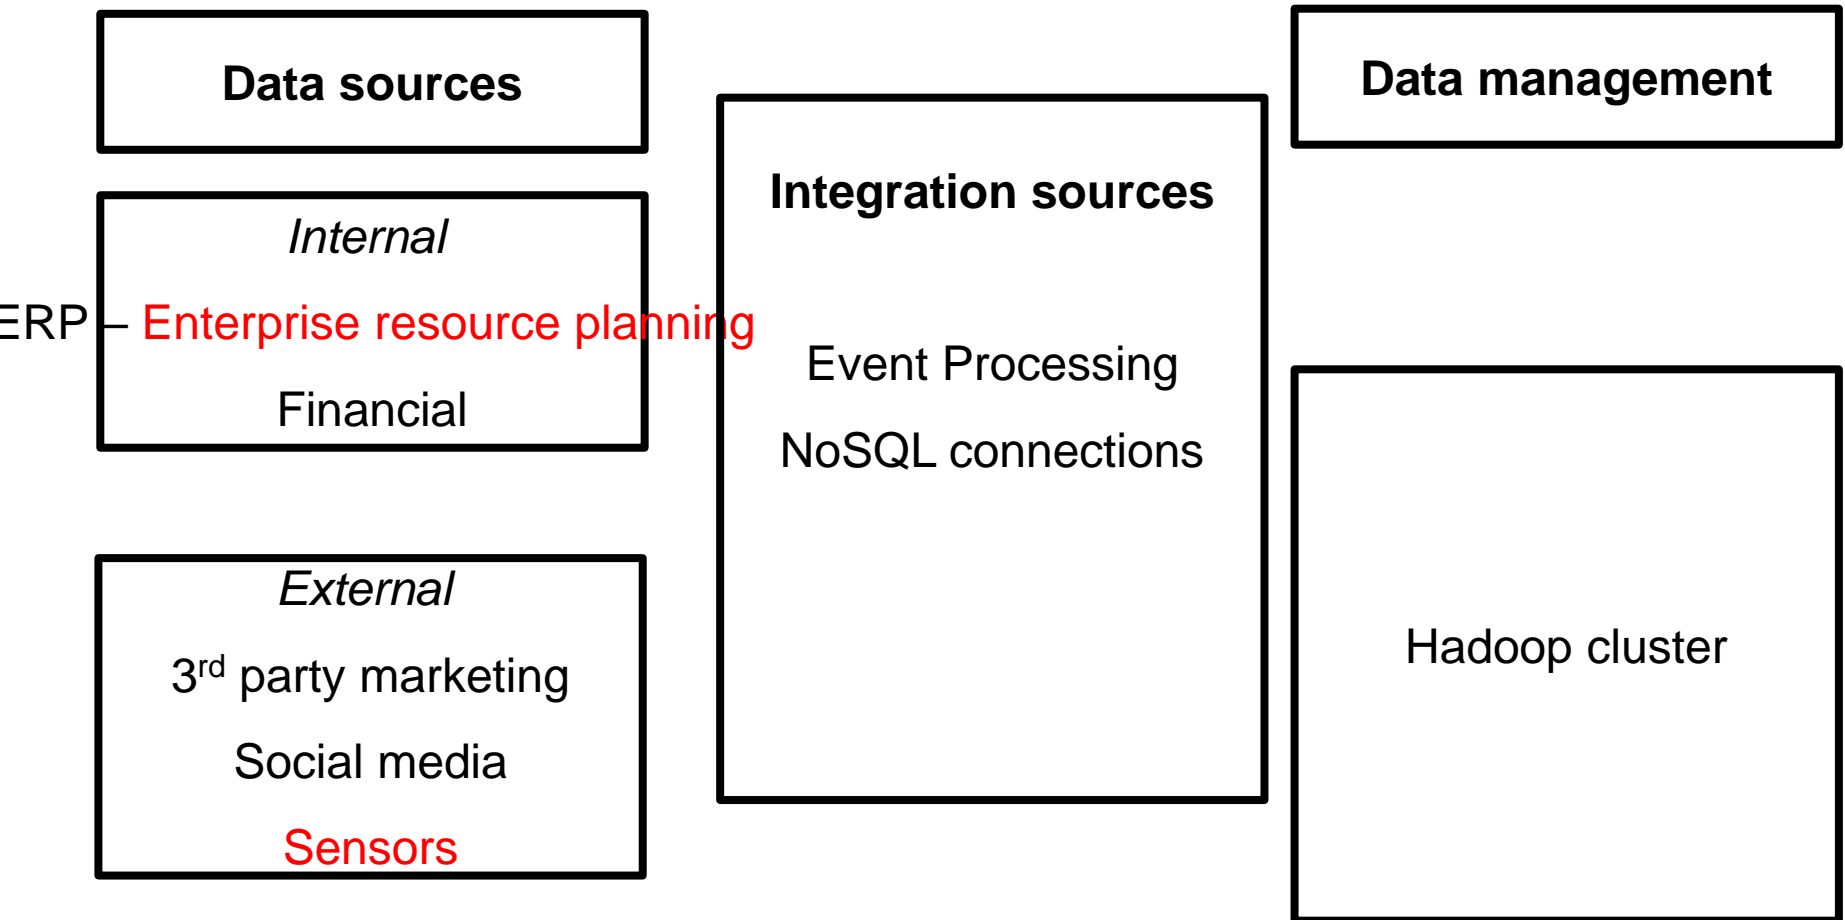 Data sources
Internal
ERP – Enterprise resource planning
Financial
External
3rd party marketing
Social media
Sensors
Integration sources
Event Processing
NoSQL connections
Data management
Hadoop cluster